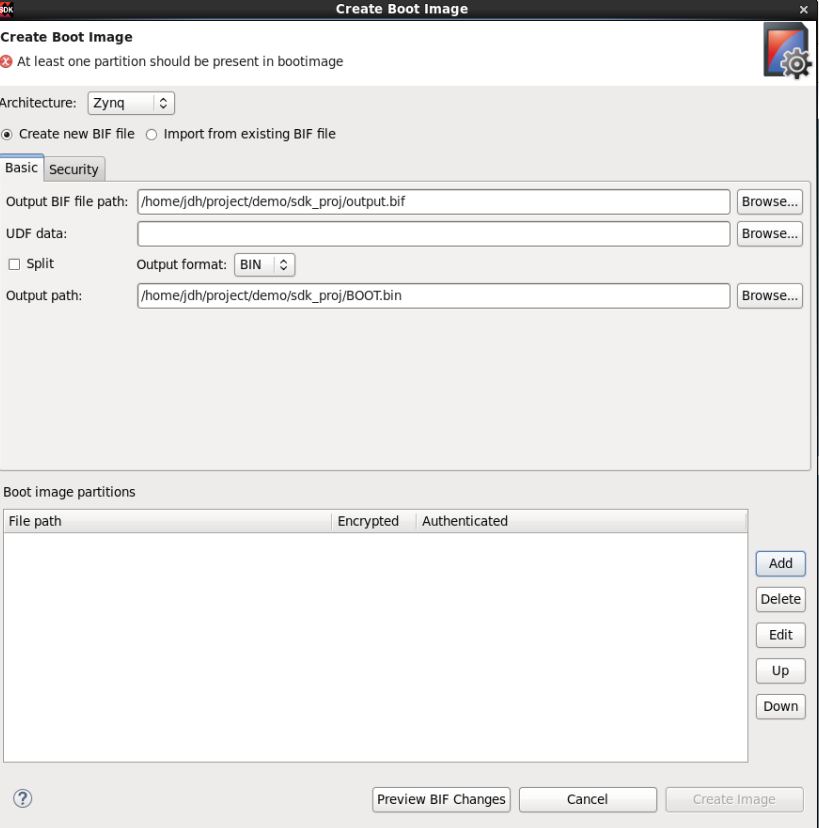 SDK
Create Boot Image
Create Boot Image
At least one partition should be present in bootimage
Architecture: Zynq
Create new BIF file Import from existing BIF file
Basic Security
Output BIF file path: /home/jdh/project/demo/sdk_proj/output.bif Browse...
UDF data: Browse...
Split Output format: BIN
Output path: /home/jdh/project/demo/sdk_proj/BOOT.bin Browse...
Boot image partitions
File path Encrypted Authenticated
Add
Delete
Edit
Up
Down
? Preview BIF Changes Cancel Create Image